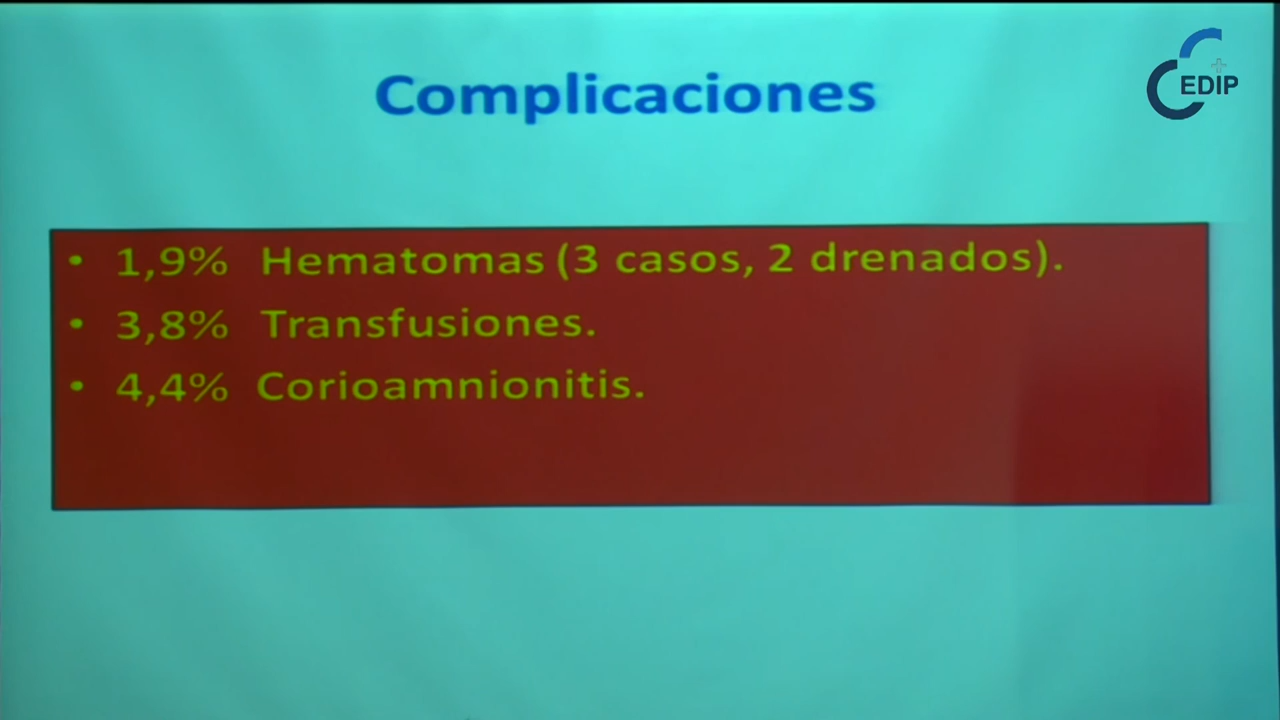 EDIP
Complicaciones
• 1,9% Hematomas (3 casos, 2 drenados).
• 3,8% Transfusiones.
• 4,4% Corioamnionitis.